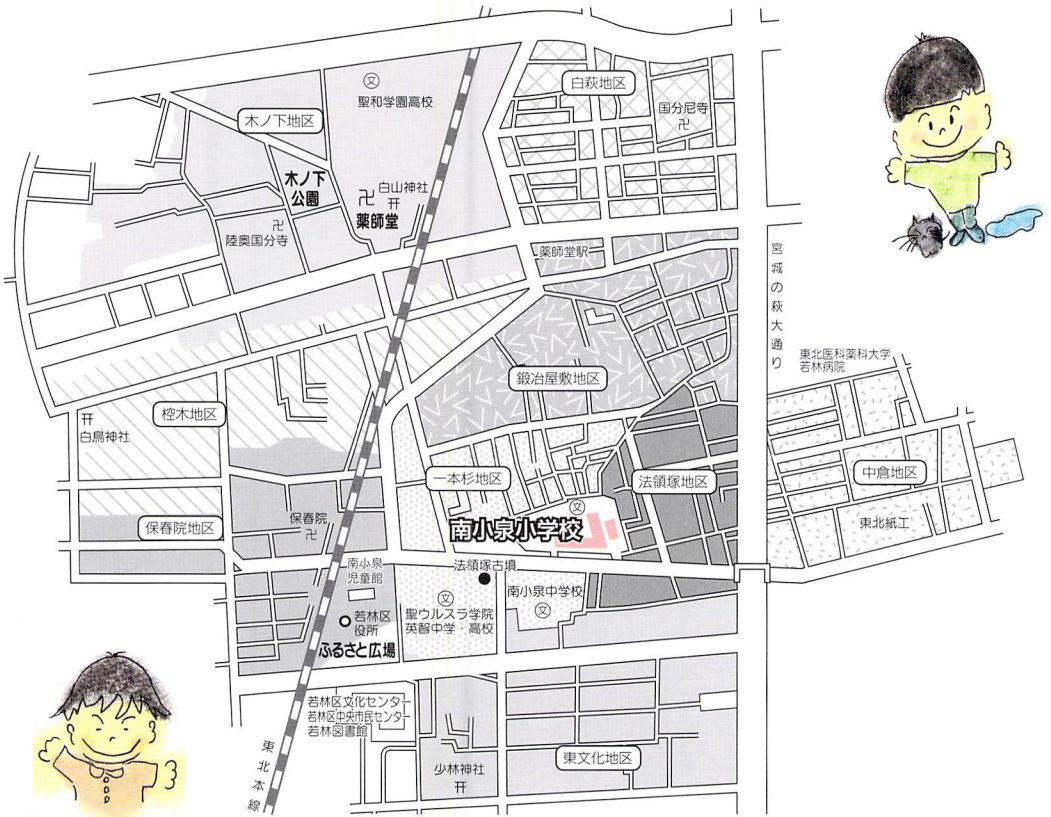 聖和学園高校
白萩地区
国分尼寺
木ノ下地区
木ノ下
公園
白山神社
薬師堂
陸奥国分寺
薬師堂駅
宮城の萩大通り
東北医科薬科大学
若林病院
鍛冶屋敷地区
椌木地区
白鳥神社
一本杉地区
法領塚地区
中倉地区
保春院地区
保春院
南小泉小学校
東北紙工
南小泉
児童館
法領塚古墳
南小泉中学校
文
文
文
文
聖ウルスラ学院
英智中学・高校
若林区
役所
ふるさと広場
若林区文化センター
若林区中央市民センター
若林図書館
東北本線
少林神社
東文化地区